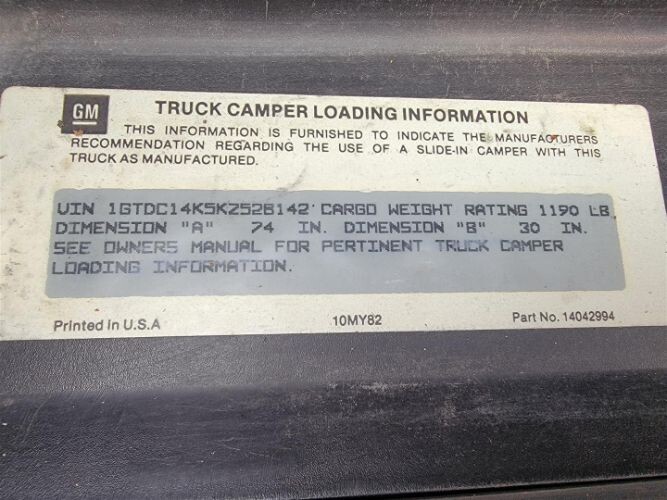 GM
TRUCK CAMPER LOADING INFORMATION
THIS INFORMATION IS FURNISHED TO INDICATE THE MANUFACTURERS
RECOMMENDATION REGARDING THE USE OF A SLIDE-IN CAMPER WITH THIS
TRUCK AS MANUFACTURED.
VIN 1GTDC14K5KZ528142 CARGO WEIGHT RATING 1190 LB
DIMENSION "A" 74 IN. DIMENSION "B" 30 IN.
SEE OWNERS MANUAL FOR PERTINENT TRUCK CAMPER
LOADING INFORMATION.
Printed in U.S.A 10MY82 Part No. 14042994